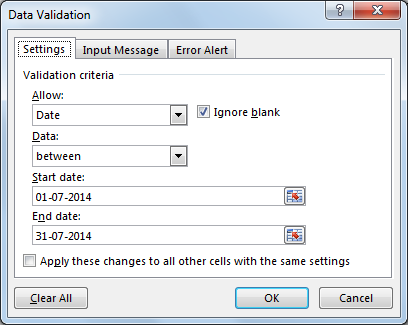 Data Validation
Settings Input Message Error Alert
Validation criteria
Allow:
Date Ignore blank
Data:
between
Start date:
01-07-2014
End date:
31-07-2014
Apply these changes to all other cells with the same settings
Clear All OK Cancel